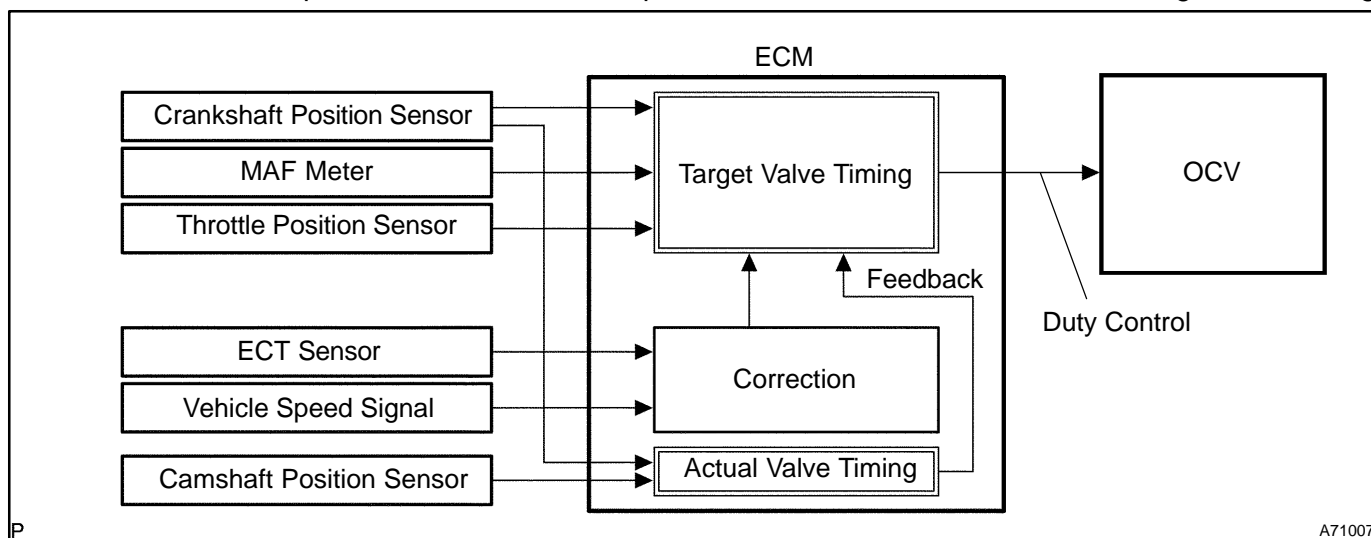 ECM
Crankshaft Position Sensor
MAF Meter
Throttle Position Sensor
Target Valve Timing
OCV
Feedback
Duty Control
ECT Sensor
Vehicle Speed Signal
Correction
Camshaft Position Sensor
Actual Valve Timing
P
A71007